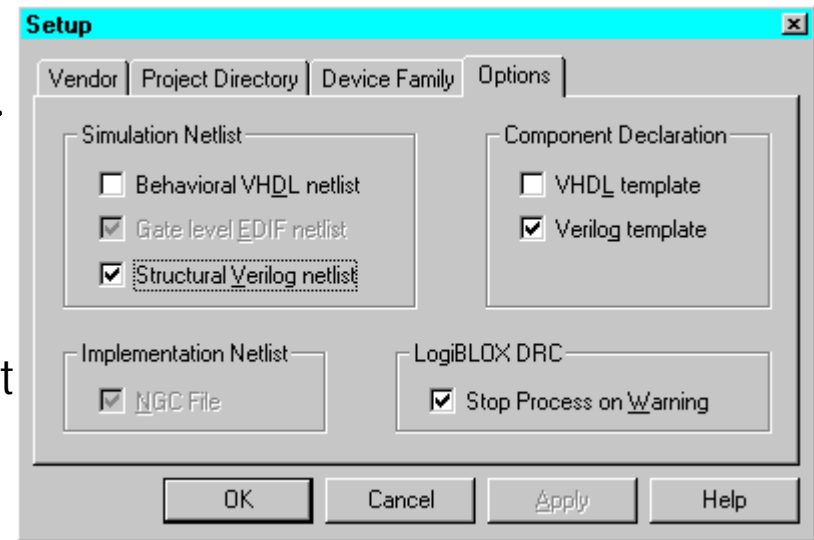 Setup
Vendor Project Directory Device Family Options
.
Simulation Netlist
Behavioral VHDL netlist
Gate level EDIF netlist
Structural Verilog netlist
Component Declaration
VHDL template
Verilog template
t
Implementation Netlist
NGC File
LogiBLOX DRC
Stop Process on Warning
OK Cancel Apply Help